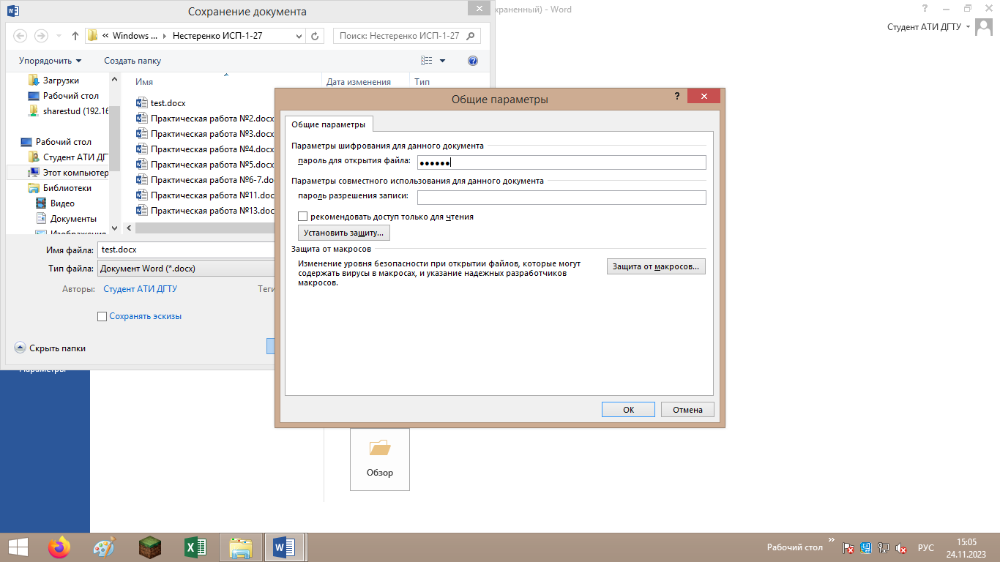 Сохранение документа
храненный) - Word
Студент АТИ ДГТУ
« Windows ... Нестеренко ИСП-1-27
Поиск: Нестеренко ИСП-1-27
Упорядочить
Создать папку
Загрузки
Рабочий стол
sharestud (192.16
Рабочий стол
Студент АТИ ДГ
Этот компьютер
Библиотеки
Видео
Документы
Изображения
Имя
Дата изменения
Тип
test.docx
Практическая работа №2.docx
Практическая работа №3.docx
Практическая работа №4.docx
Практическая работа №5.docx
Практическая работа №6-7.do
Практическая работа №11.doc
Практическая работа №13.doc
Имя файла: test.docx
Тип файла: Документ Word (*.docx)
Авторы: Студент АТИ ДГТУ
Теги
Сохранять эскизы
Скрыть папки
Параметры
Общие параметры
?
Общие параметры
Параметры шифрования для данного документа
пароль для открытия файла: ••••••
Параметры совместного использования для данного документа
пароль разрешения записи:
рекомендовать доступ только для чтения
Установить защиту...
Защита от макросов
Изменение уровня безопасности при открытии файлов, которые могут
содержать вирусы в макросах, и указание надежных разработчиков
макросов.
Защита от макросов...
ОК
Отмена
Обзор
Рабочий стол
»
РУС
15:05
24.11.2023